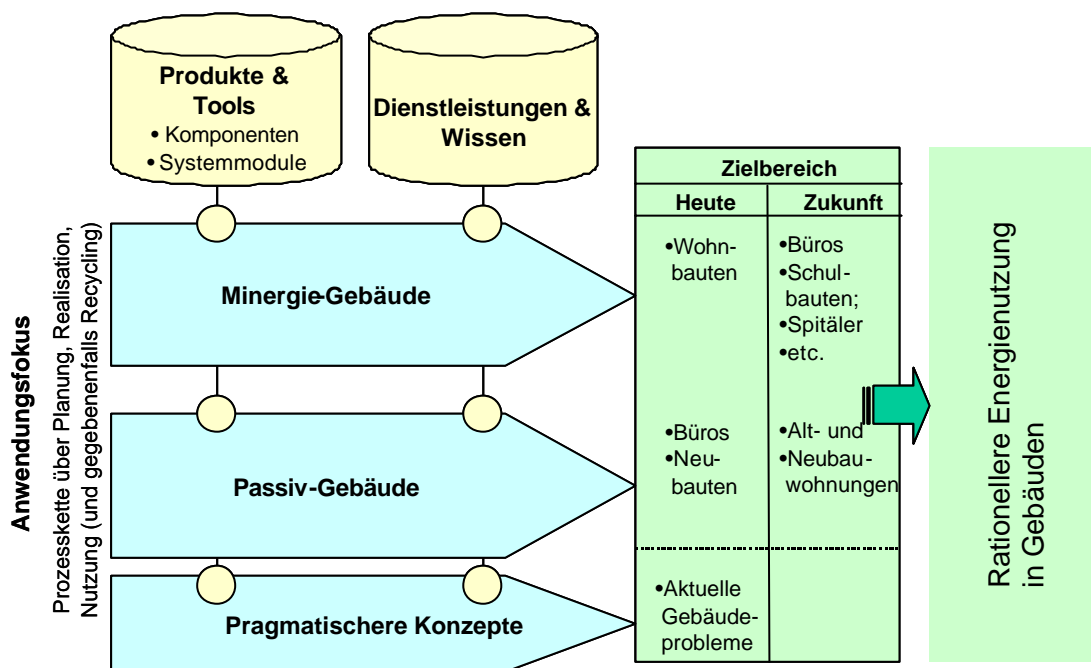 Produkte &
Tools
• Komponenten
• Systemmodule
Dienstleistungen &
Wissen
Zielbereich
Heute
Zukunft
Anwendungsfokus
Prozesskette über Planung, Realisation,
Nutzung (und gegebenenfalls Recycling)
Minergie-Gebäude
•Wohn-
bauten
•Büros
•Schul-
bauten;
•Spitäler
•etc.
Passiv-Gebäude
•Büros
•Neu-
bauten
•Alt- und
•Neubau-
wohnungen
Pragmatischere Konzepte
•Aktuelle
Gebäude-
probleme
Rationellere Energienutzung
in Gebäuden